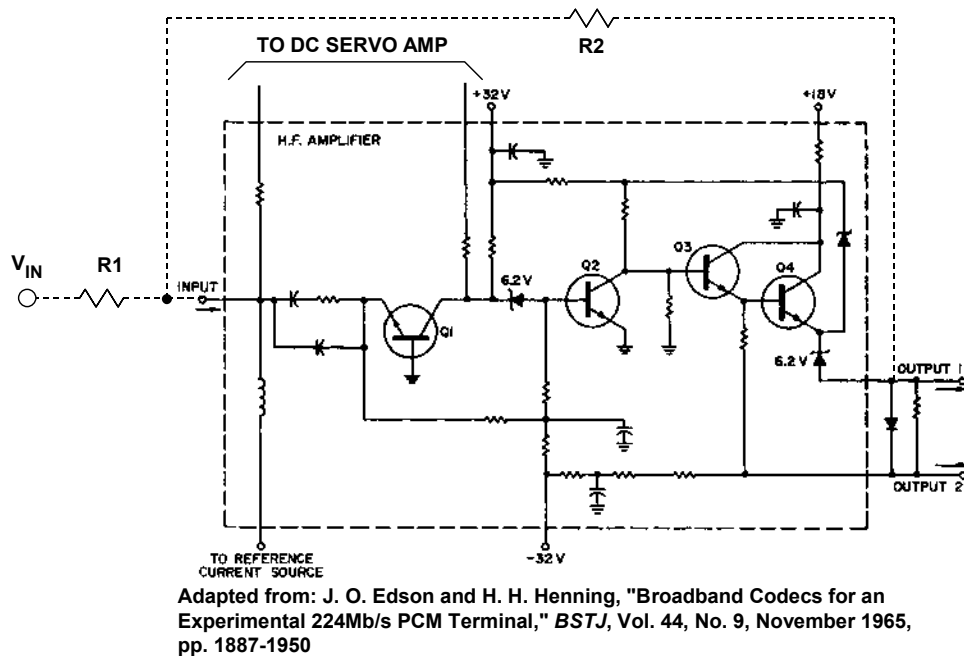 R2
TO DC SERVO AMP
+32V
+18V
H.F. AMPLIFIER
VIN
R1
INPUT
Q1
6.2V
Q2
Q3
Q4
6.2V
OUTPUT 1
OUTPUT 2
TO REFERENCE
CURRENT SOURCE
-32V
Adapted from: J. O. Edson and H. H. Henning, "Broadband Codecs for an
Experimental 224Mb/s PCM Terminal," BSTJ, Vol. 44, No. 9, November 1965,
pp. 1887-1950